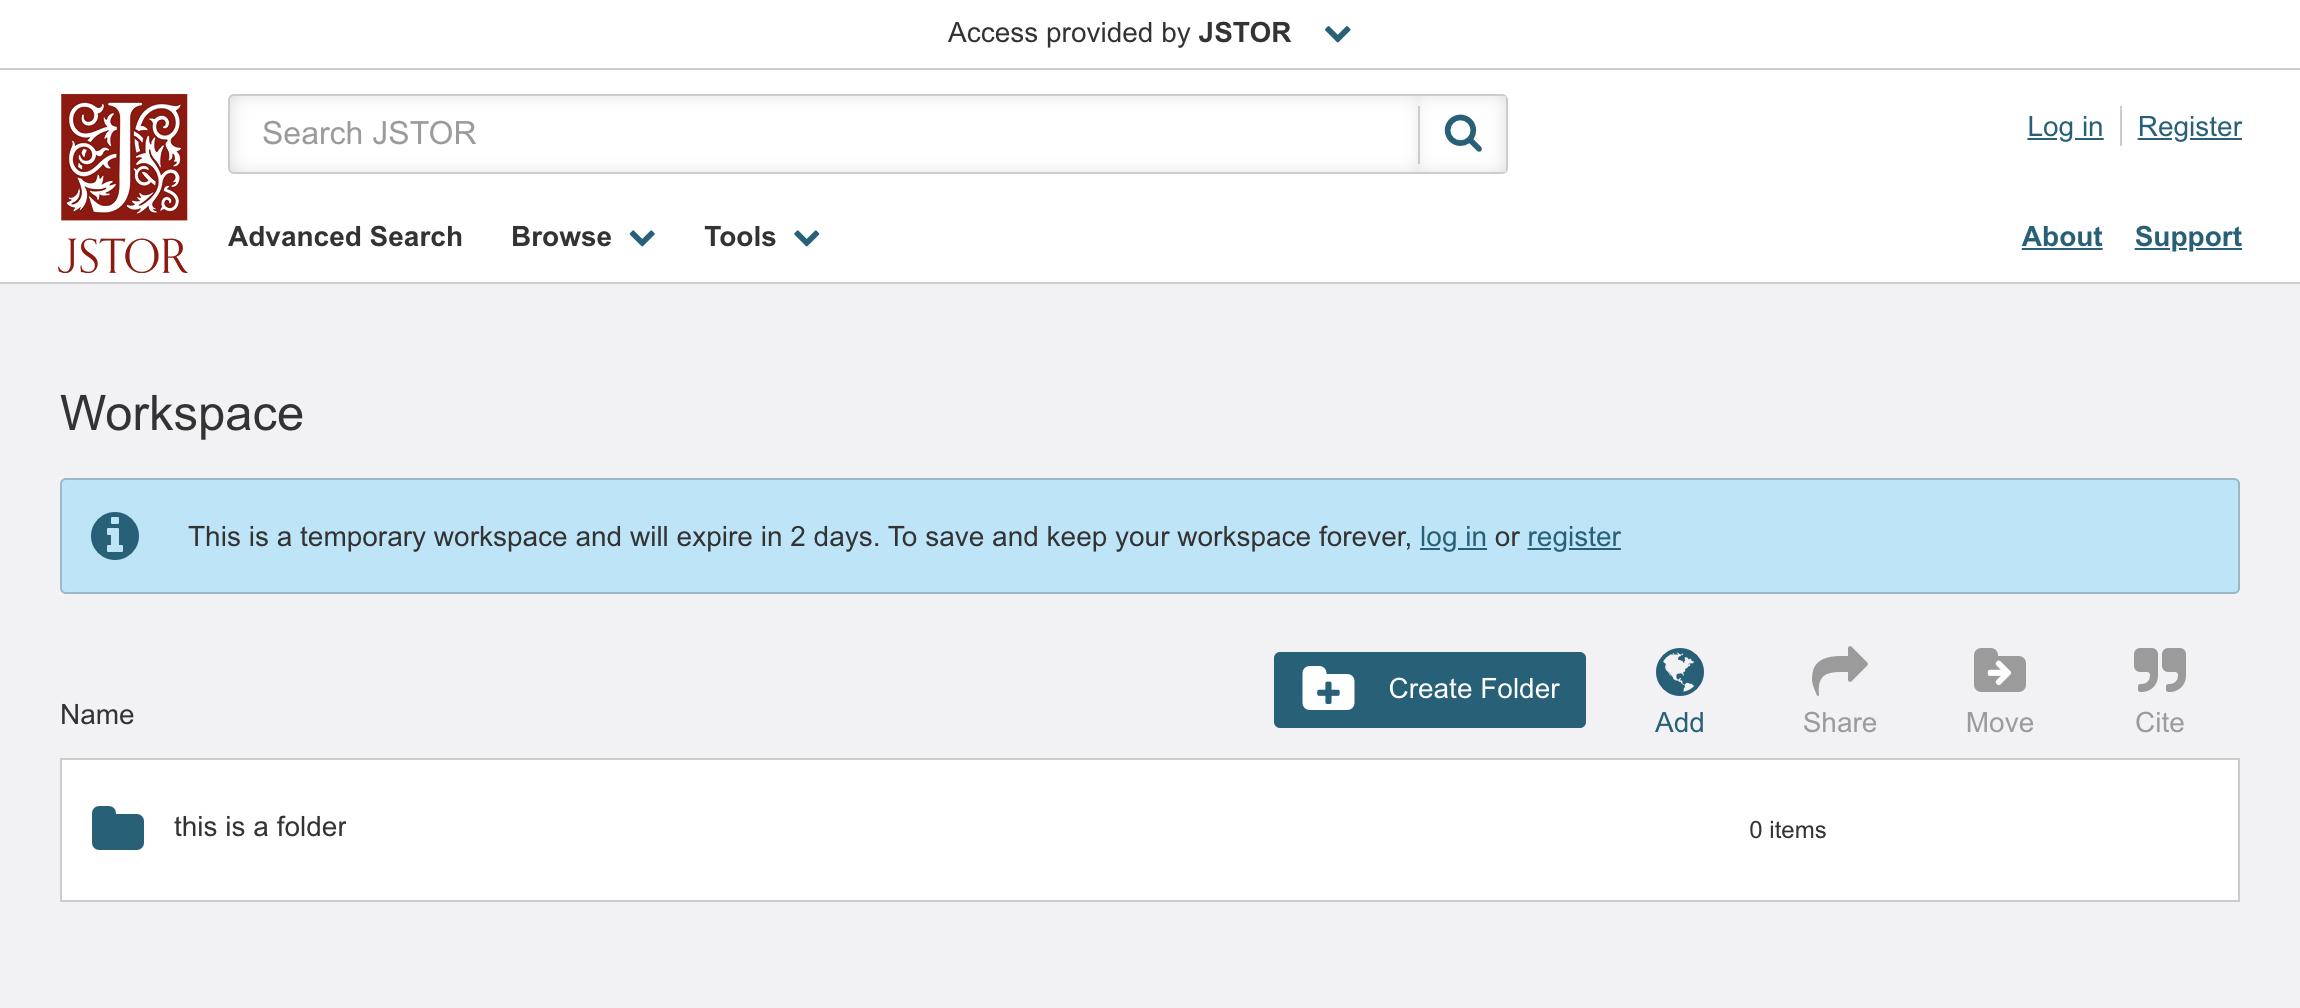 Access provided by JSTOR
Search JSTOR
Log in
Register
JSTOR
Advanced Search
Browse
Tools
About
Support
Workspace
This is a temporary workspace and will expire in 2 days. To save and keep your workspace forever, log in or register
Name
Create Folder
Add
Share
Move
Cite
this is a folder
0 items